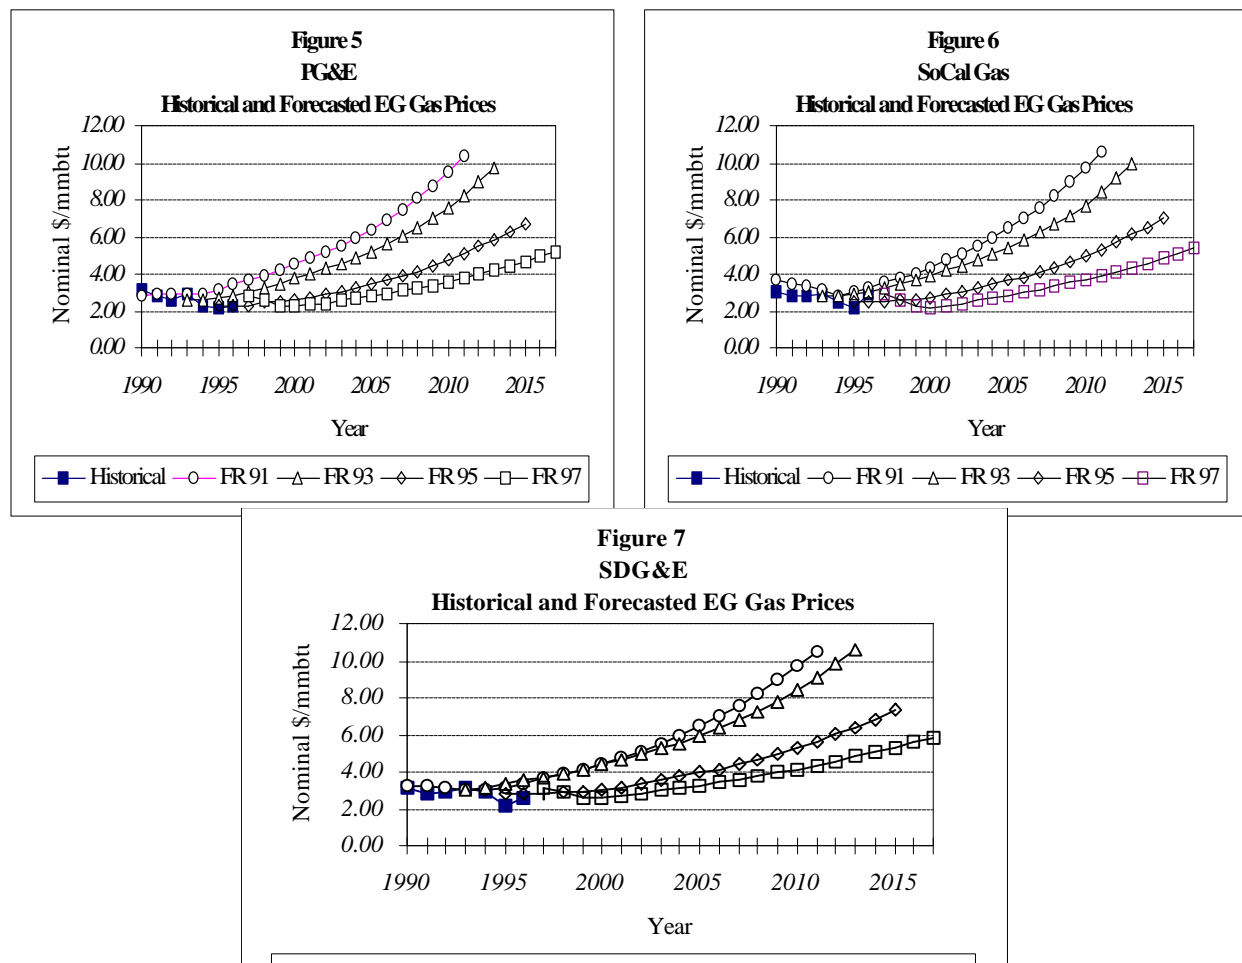 Figure 5
PG&E
Historical and Forecasted EG Gas Prices
Nominal $/mmbtu
12.00
10.00
8.00
6.00
4.00
2.00
0.00
1990 1995 2000 2005 2010 2015
Year
Historical FR 91 FR 93 FR 95 FR 97
Figure 6
SoCal Gas
Historical and Forecasted EG Gas Prices
Nominal $/mmbtu
12.00
10.00
8.00
6.00
4.00
2.00
0.00
1990 1995 2000 2005 2010 2015
Year
Historical FR 91 FR 93 FR 95 FR 97
Figure 7
SDG&E
Historical and Forecasted EG Gas Prices
Nominal $/mmbtu
12.00
10.00
8.00
6.00
4.00
2.00
0.00
1990 1995 2000 2005 2010 2015
Year